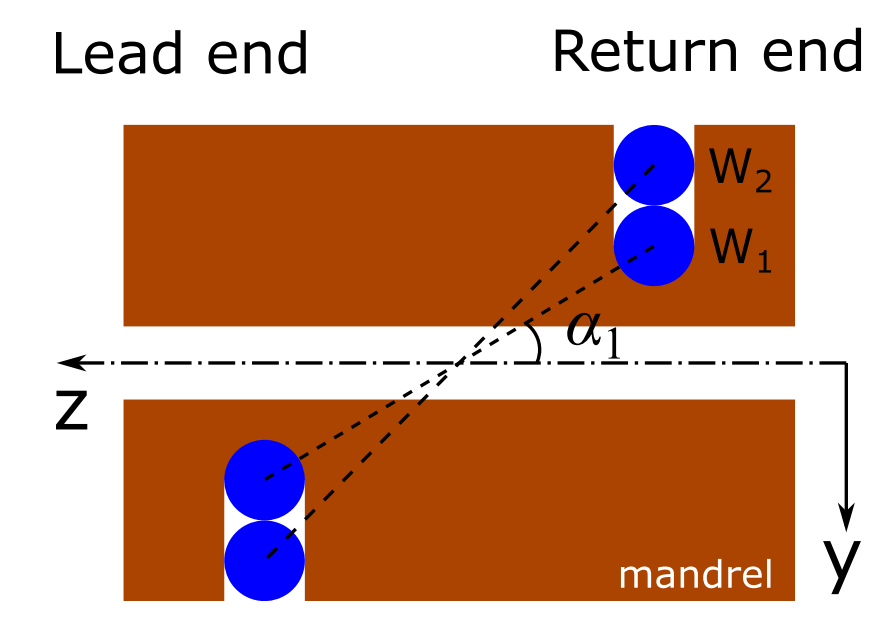 Lead end
Return end
W₂
W₁
α₁
z
y
mandrel